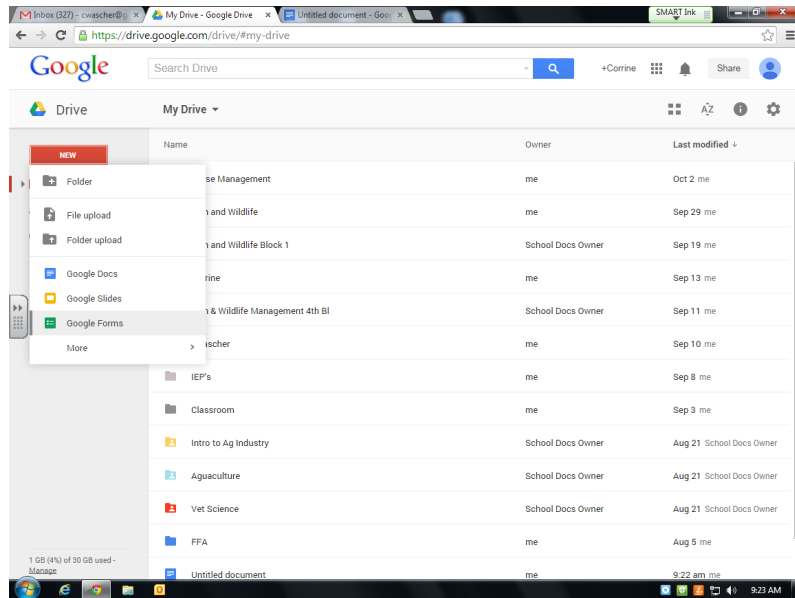 Inbox (327) - cwascher@g
My Drive - Google Drive
Untitled document - Goo
SMART Ink
https://drive.google.com/drive/#my-drive
Google
Search Drive
+Corrine
Share
Drive
My Drive
AZ
NEW
Name
Owner
Last modified
Folder
se Management me Oct 2 me
File upload
and Wildlife me Sep 29 me
Folder upload
and Wildlife Block 1 School Docs Owner Sep 19 me
Google Docs
rine me Sep 13 me
Google Slides
& Wildlife Management 4th Bl School Docs Owner Sep 11 me
Google Forms
ascher me Sep 10 me
More
IEP's me Sep 8 me
Classroom me Sep 3 me
Intro to Ag Industry School Docs Owner Aug 21 School Docs Owner
Aguaculture School Docs Owner Aug 21 School Docs Owner
Vet Science School Docs Owner Aug 21 School Docs Owner
FFA me Aug 5 me
1 GB (4%) of 30 GB used -
Manage
Untitled document me 9:22 am me
9:23 AM